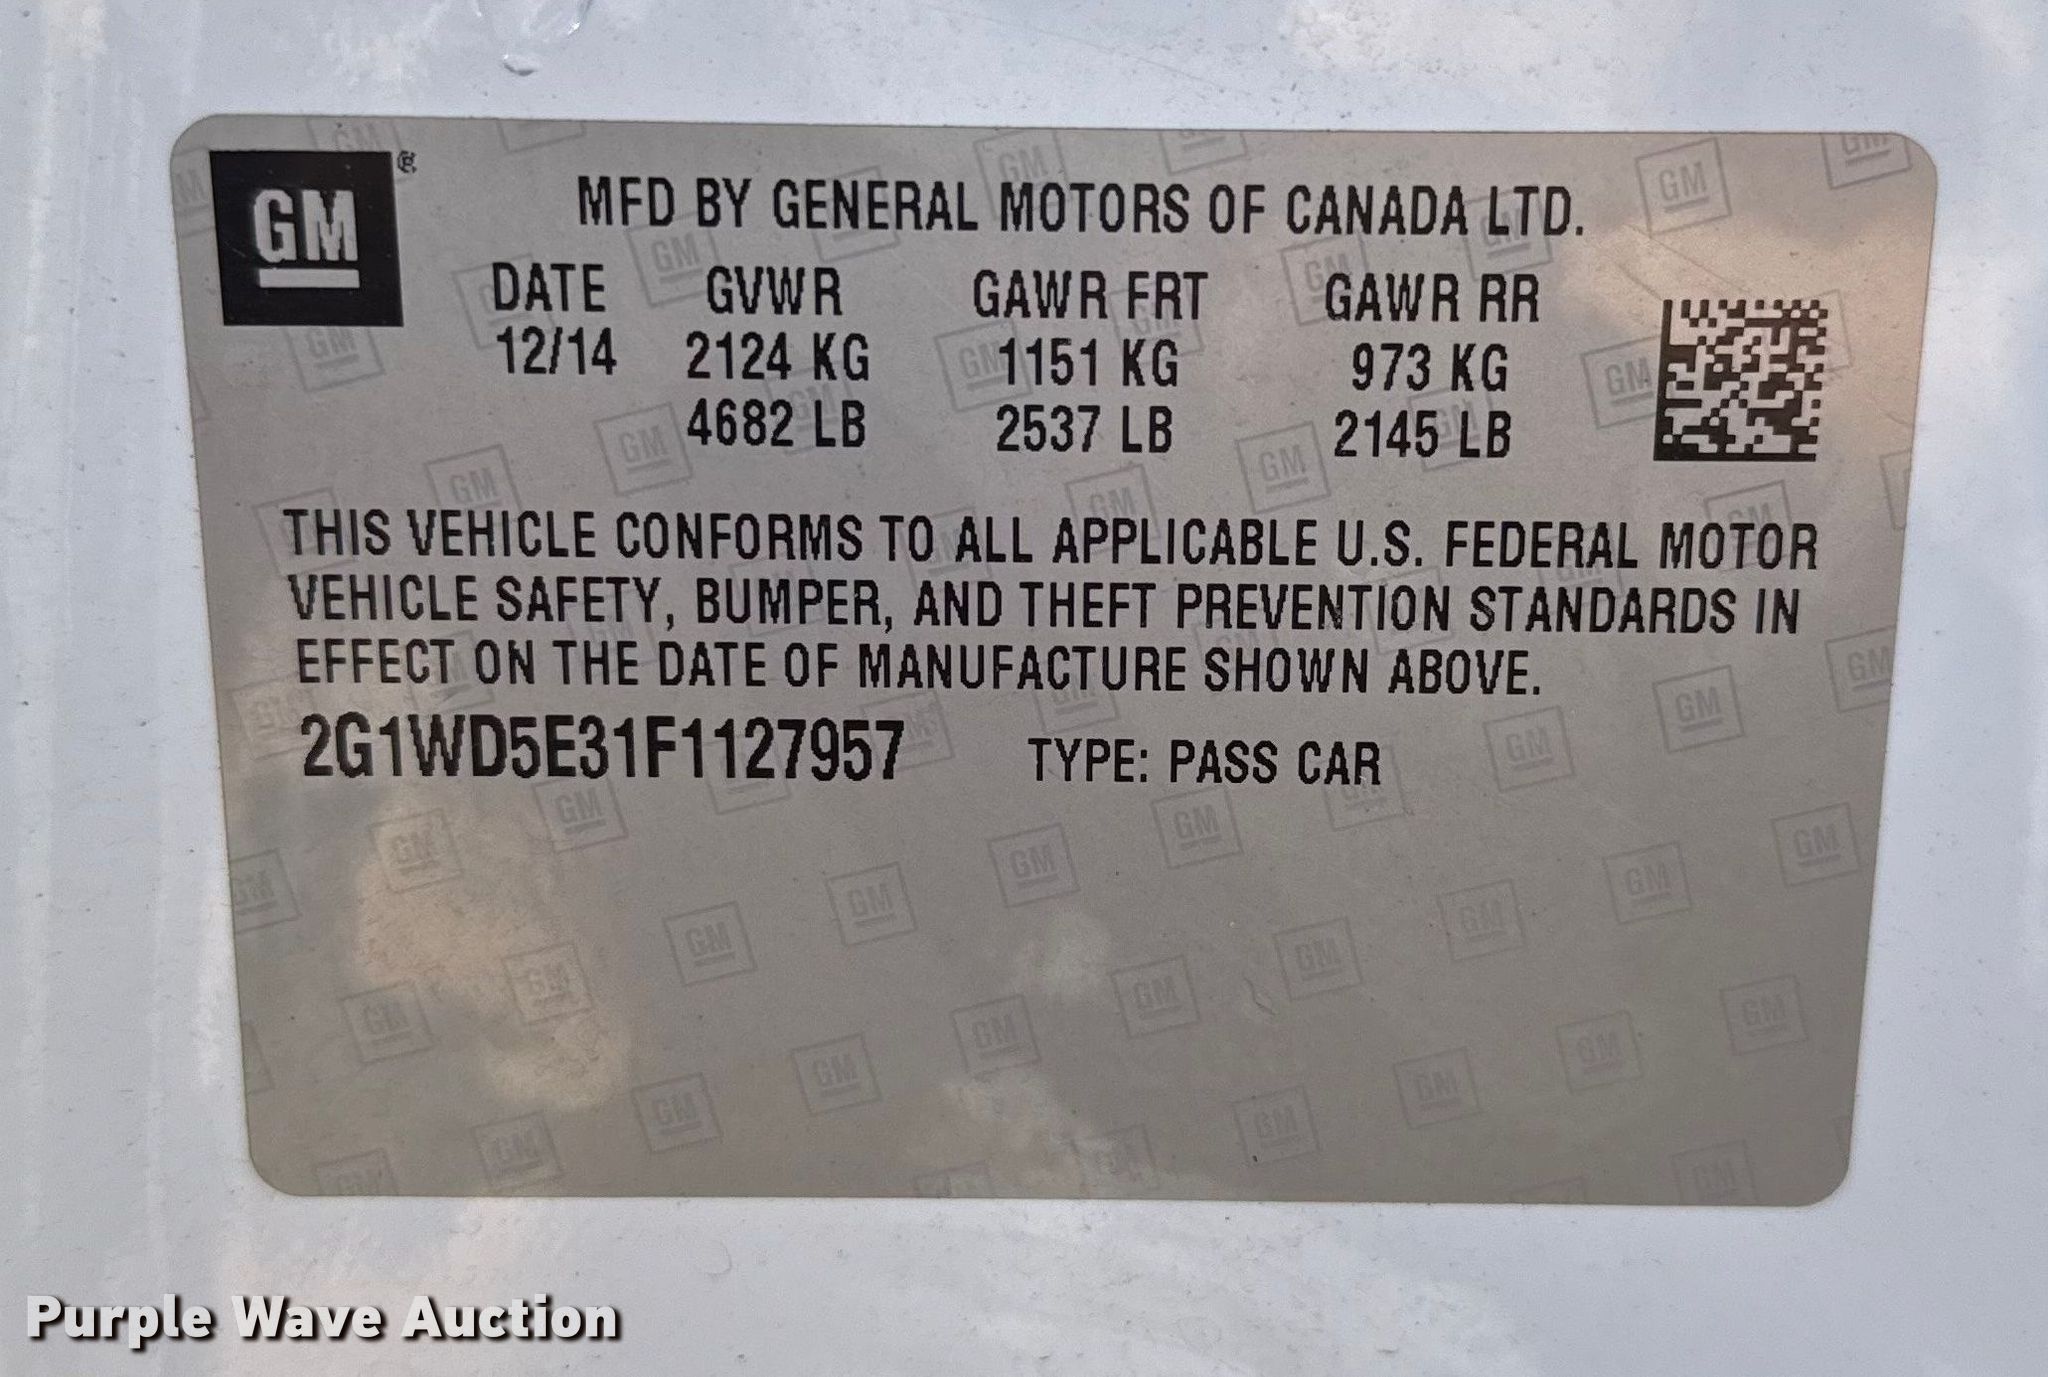 GM ®
MFD BY GENERAL MOTORS OF CANADA LTD.
DATE GVWR GAWR FRT GAWR RR
12/14 2124 KG 1151 KG 973 KG
4682 LB 2537 LB 2145 LB
THIS VEHICLE CONFORMS TO ALL APPLICABLE U.S. FEDERAL MOTOR
VEHICLE SAFETY, BUMPER, AND THEFT PREVENTION STANDARDS IN
EFFECT ON THE DATE OF MANUFACTURE SHOWN ABOVE.
2G1WD5E31F1127957 TYPE: PASS CAR
Purple Wave Auction